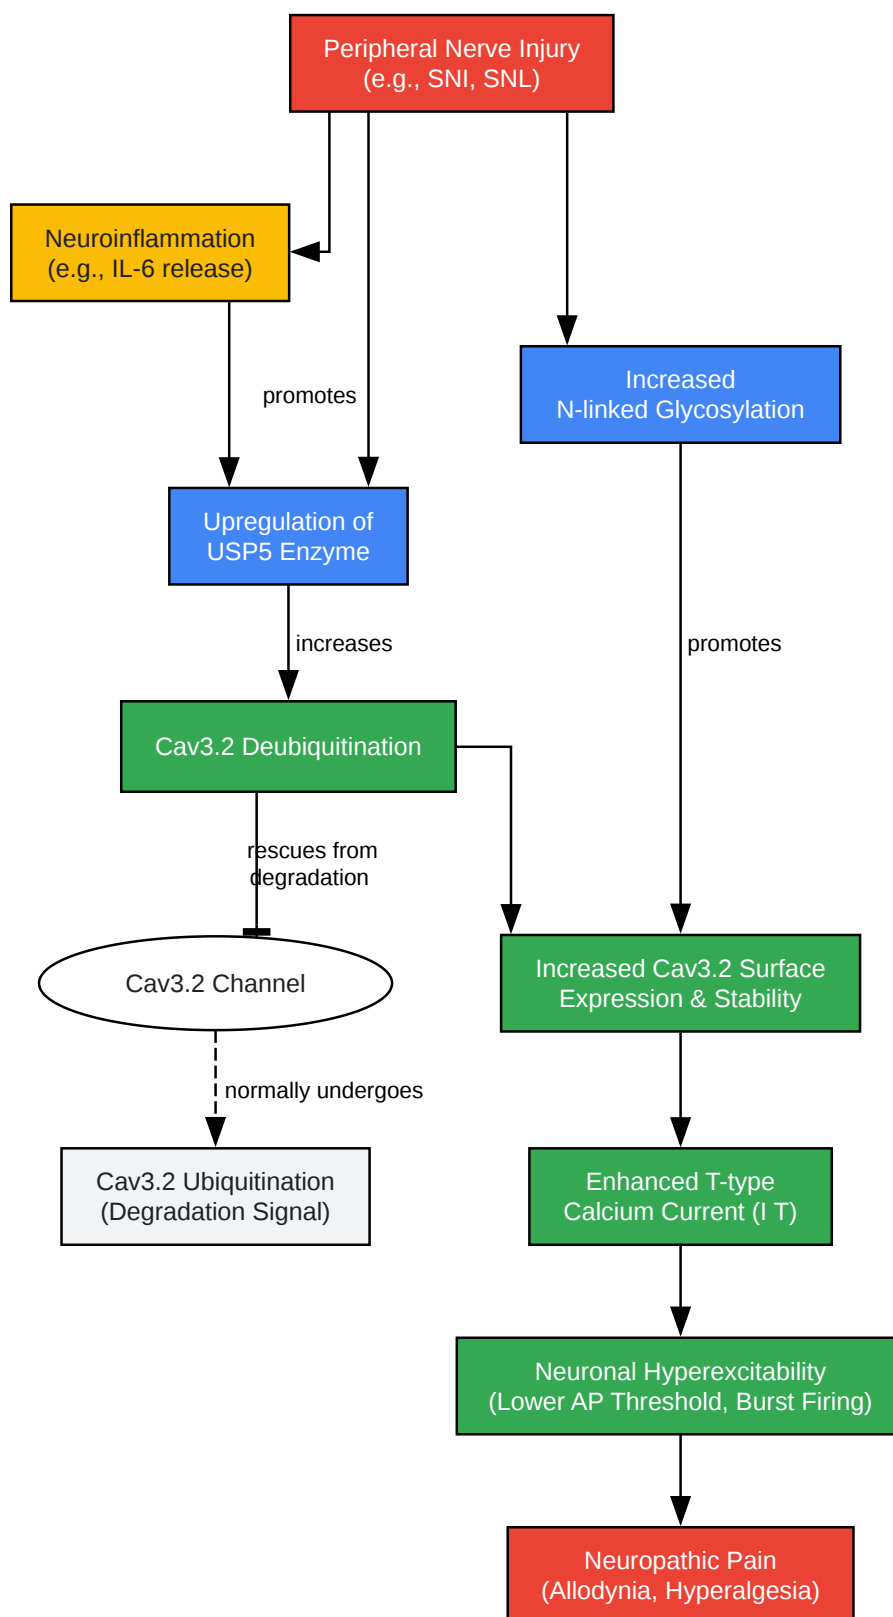 Peripheral Nerve Injury
(e.g., SNI, SNL)
Neuroinflammation
(e.g., IL-6 release)
Increased
N-linked Glycosylation
promotes
Upregulation of
USP5 Enzyme
increases
promotes
Cav3.2 Deubiquitination
rescues from
degradation
Cav3.2 Channel
Increased Cav3.2 Surface
Expression & Stability
normally undergoes
Cav3.2 Ubiquitination
(Degradation Signal)
Enhanced T-type
Calcium Current (I T)
Neuronal Hyperexcitability
(Lower AP Threshold, Burst Firing)
Neuropathic Pain
(Allodynia, Hyperalgesia)